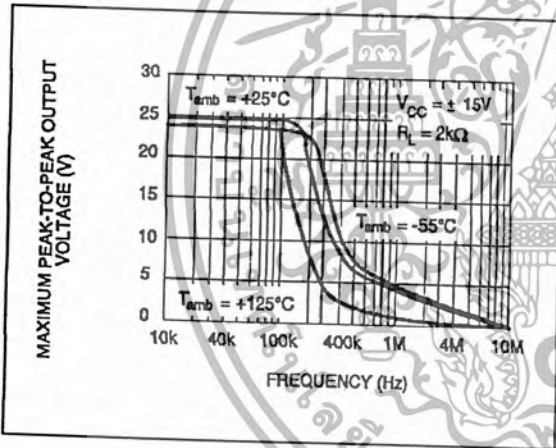 MAXIMUM PEAK-TO-PEAK OUTPUT
VOLTAGE (V)
30
25
20
15
10
5
0
Tamb = +25°C
VCC = ± 15V
RL = 2kΩ
Tamb = -55°C
Tamb = +125°C
10k 40k 100k 400k 1M 4M 10M
FREQUENCY (Hz)